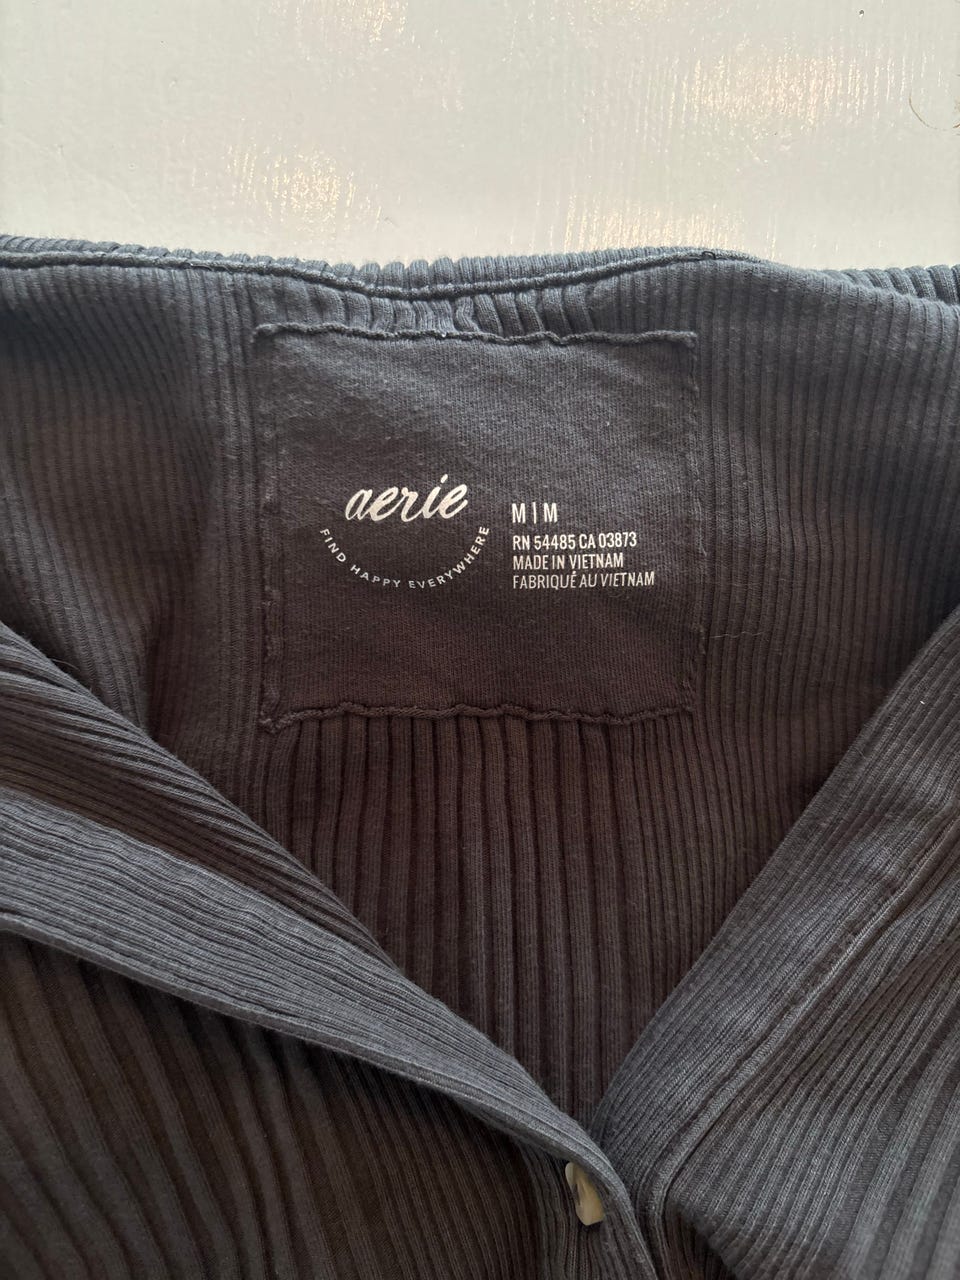 aerie
FIND HAPPY EVERYWHERE
M | M
RN 54485 CA 03873
MADE IN VIETNAM
FABRIQUÉ AU VIETNAM